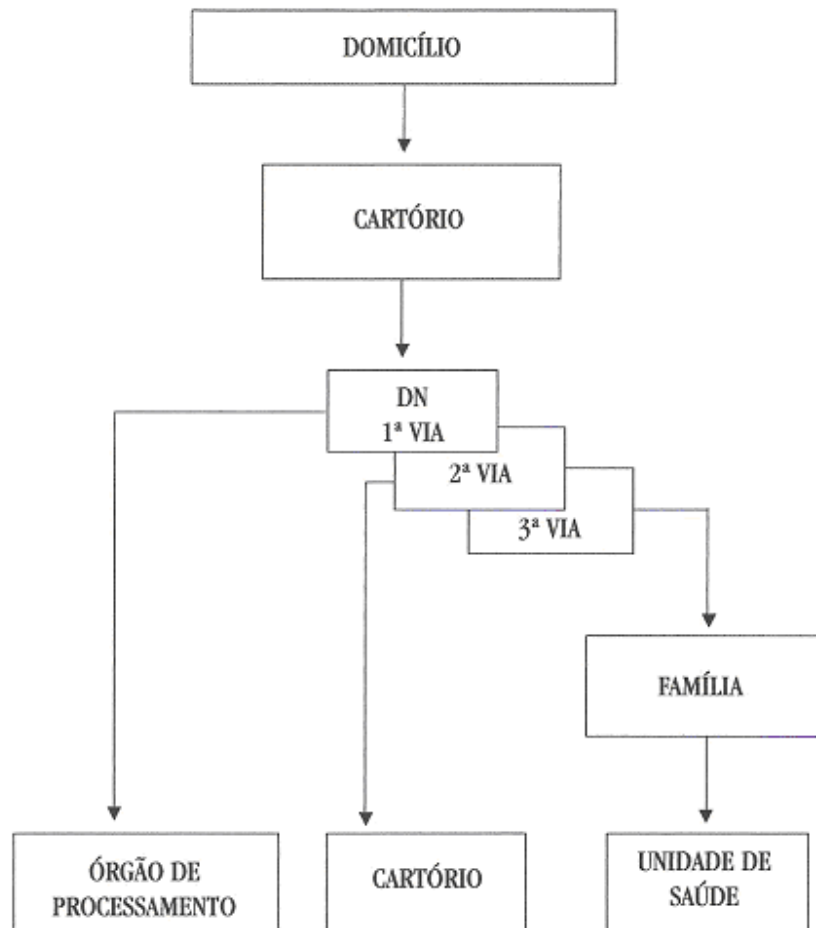 DOMICÍLIO
CARTÓRIO
DN
1ª VIA
2ª VIA
3ª VIA
FAMÍLIA
ÓRGÃO DE
PROCESSAMENTO
CARTÓRIO
UNIDADE DE
SAÚDE